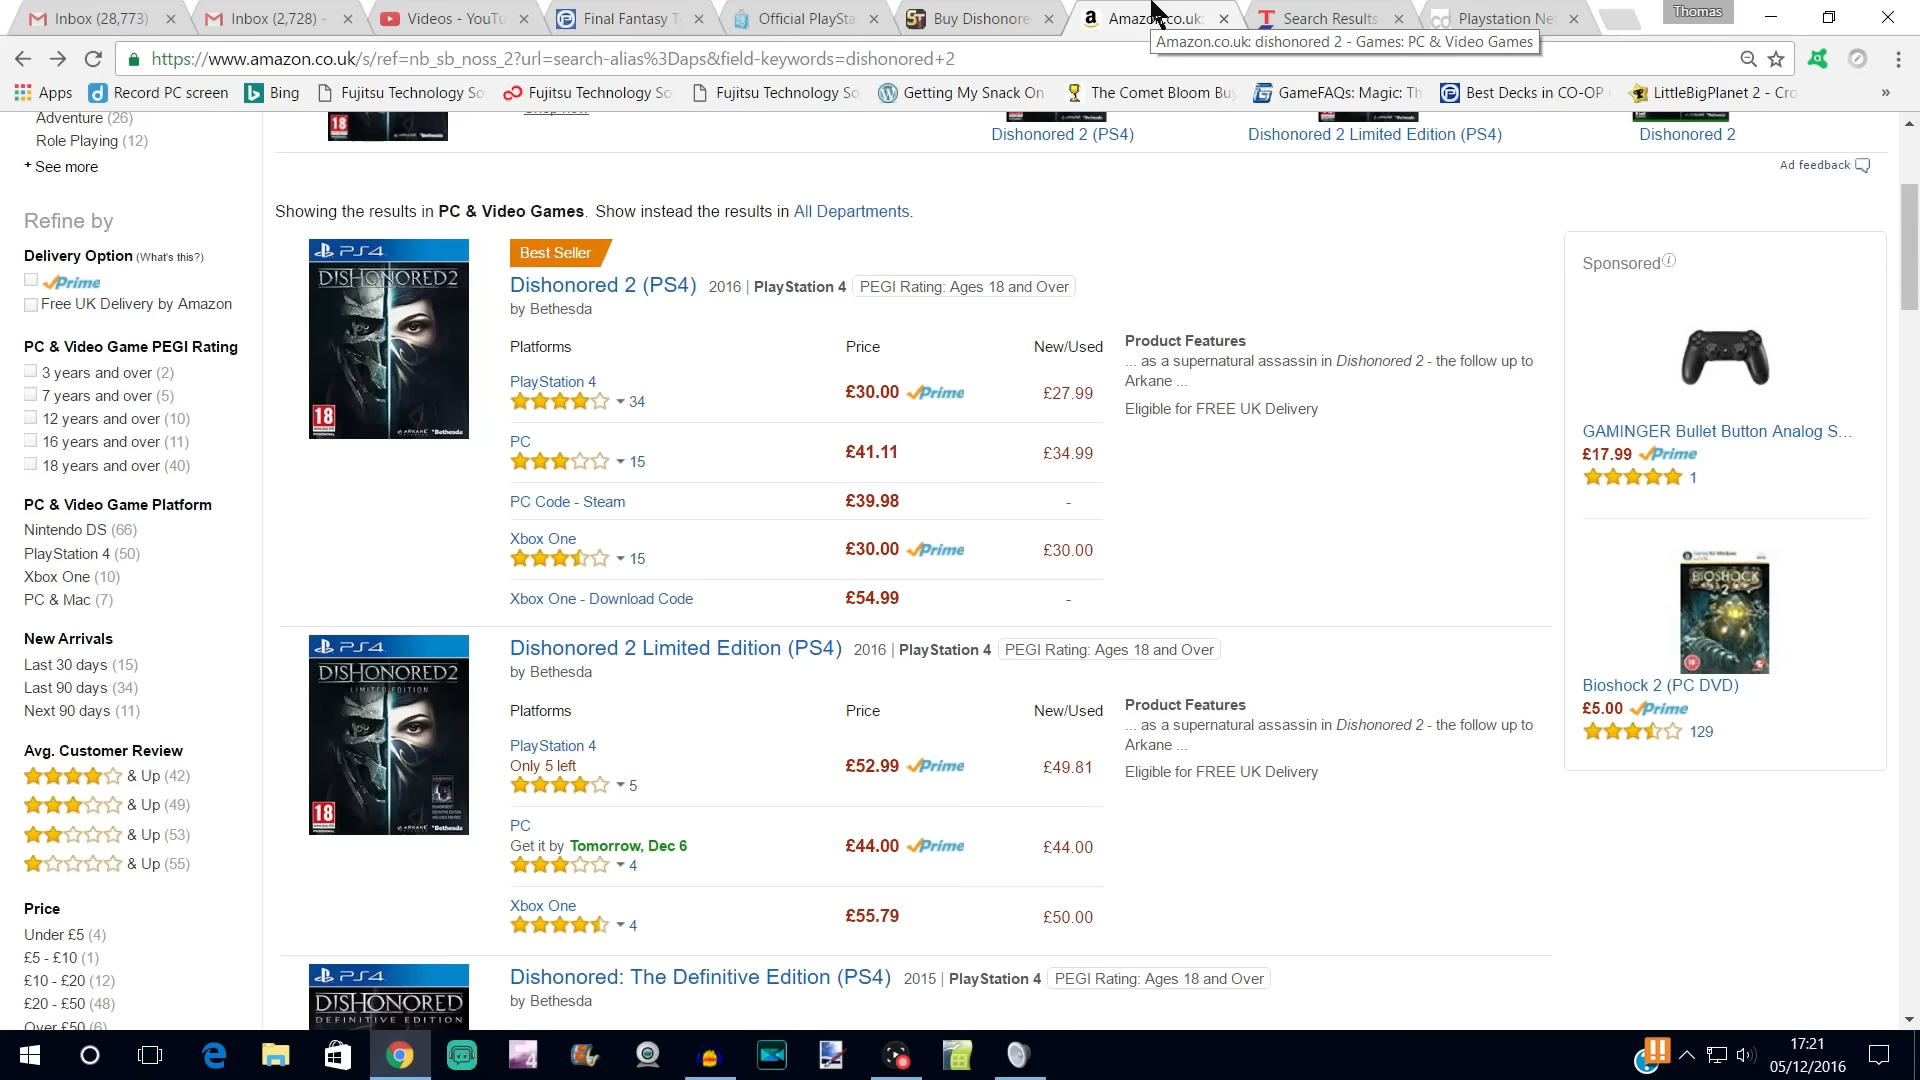 Inbox (28,773)
Inbox (2,728) -
Videos - YouTu
Final Fantasy T
Official PlaySta
Buy Dishonore
Amazon.co.uk:
Search Results
Playstation Ne
Thomas
https://www.amazon.co.uk/s/ref=nb_sb_noss_2?url=search-alias%3Daps&field-keywords=dishonored+2
Amazon.co.uk: dishonored 2 - Games: PC & Video Games
Apps
Record PC screen
Bing
Fujitsu Technology So
Fujitsu Technology So
Fujitsu Technology So
Getting My Snack On
The Comet Bloom Bu
GameFAQs: Magic: Th
Best Decks in CO-OP
LittleBigPlanet 2 - Cro
»
Adventure (26)
Role Playing (12)
+ See more
Refine by
Delivery Option (What's this?)
Prime
Free UK Delivery by Amazon
PC & Video Game PEGI Rating
3 years and over (2)
7 years and over (5)
12 years and over (10)
16 years and over (11)
18 years and over (40)
PC & Video Game Platform
Nintendo DS (66)
PlayStation 4 (50)
Xbox One (10)
PC & Mac (7)
New Arrivals
Last 30 days (15)
Last 90 days (34)
Next 90 days (11)
Avg. Customer Review
& Up (42)
& Up (49)
& Up (53)
& Up (55)
Price
Under £5 (4)
£5 - £10 (1)
£10 - £20 (12)
£20 - £50 (48)
Over £50 (6)
18
Bethesda
Shop now
Dishonored 2 (PS4)
Dishonored 2 Limited Edition (PS4)
Dishonored 2
Ad feedback
Showing the results in PC & Video Games. Show instead the results in All Departments.
PS4
DISHONORED2
18
ARKANE Bethesda
Best Seller
Dishonored 2 (PS4) 2016 | PlayStation 4 PEGI Rating: Ages 18 and Over
by Bethesda
Platforms Price New/Used
PlayStation 4
34 £30.00 Prime £27.99
PC
15 £41.11 £34.99
PC Code - Steam £39.98 -
Xbox One
15 £30.00 Prime £30.00
Xbox One - Download Code £54.99 -
Product Features
... as a supernatural assassin in Dishonored 2 - the follow up to
Arkane ...
Eligible for FREE UK Delivery
PS4
DISHONORED2
LIMITED EDITION
18
ARKANE Bethesda
Dishonored 2 Limited Edition (PS4) 2016 | PlayStation 4 PEGI Rating: Ages 18 and Over
by Bethesda
Platforms Price New/Used
PlayStation 4
Only 5 left
5 £52.99 Prime £49.81
PC
Get it by Tomorrow, Dec 6
4 £44.00 Prime £44.00
Xbox One
4 £55.79 £50.00
Product Features
... as a supernatural assassin in Dishonored 2 - the follow up to
Arkane ...
Eligible for FREE UK Delivery
PS4
DISHONORED
DEFINITIVE EDITION
Dishonored: The Definitive Edition (PS4) 2015 | PlayStation 4 PEGI Rating: Ages 18 and Over
by Bethesda
Sponsored
GAMINGER Bullet Button Analog S...
£17.99 Prime
1
BIOSHOCK
2
Bioshock 2 (PC DVD)
£5.00 Prime
129
17:21
05/12/2016